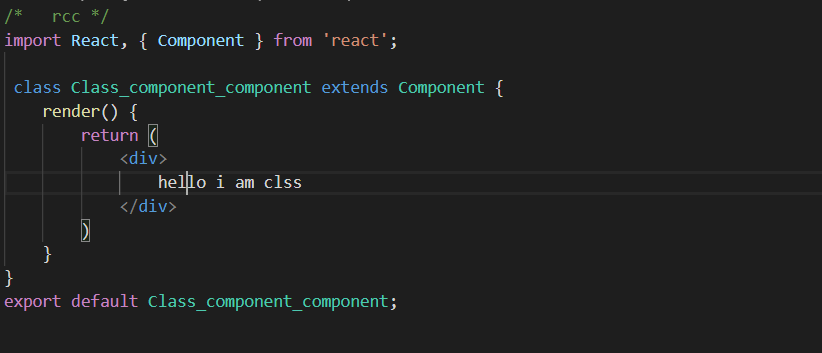 /*   rcc */
import React, { Component } from 'react';
class Class_component_component extends Component {
render() {
return (
<div>
hello i am clss
</div>
)
}
}
export default Class_component_component;